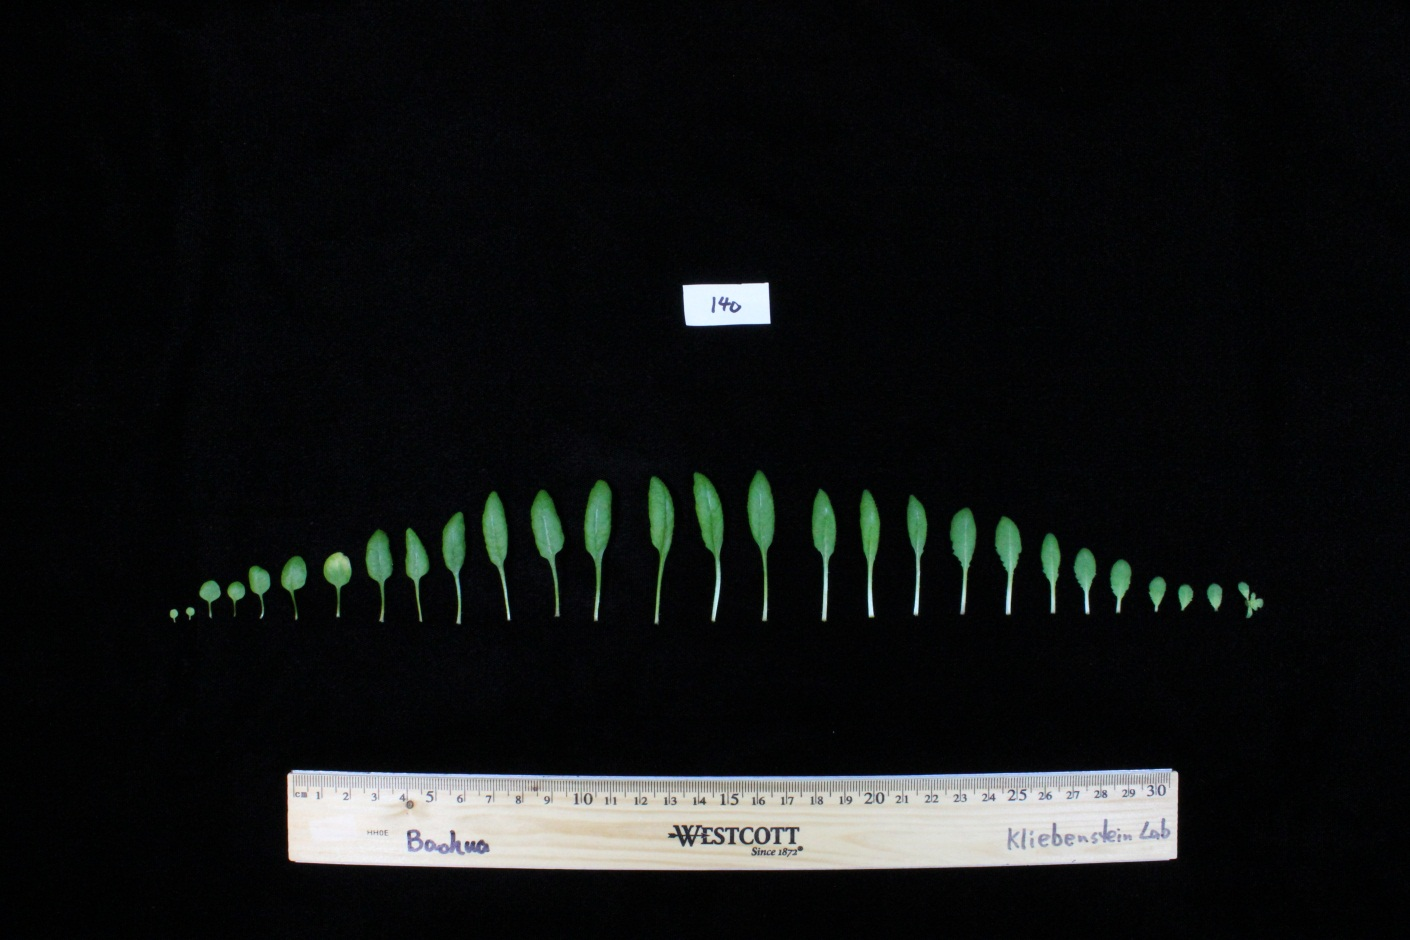 140
cm 1 2 3 4 5 6 7 8 9 10 11 12 13 14 15 16 17 18 19 20 21 22 23 24 25 26 27 28 29 30
HHOE
Baohua
WESTCOTT
Since 1872®
Kliebenstein Lab